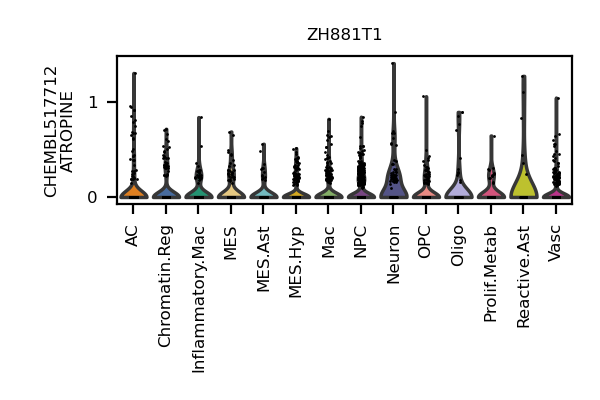 ZH881T1
CHEMBL517712
ATROPINE
1
0
AC
Chromatin.Reg
Inflammatory.Mac
MES
MES.Ast
MES.Hyp
Mac
NPC
Neuron
OPC
Oligo
Prolif.Metab
Reactive.Ast
Vasc